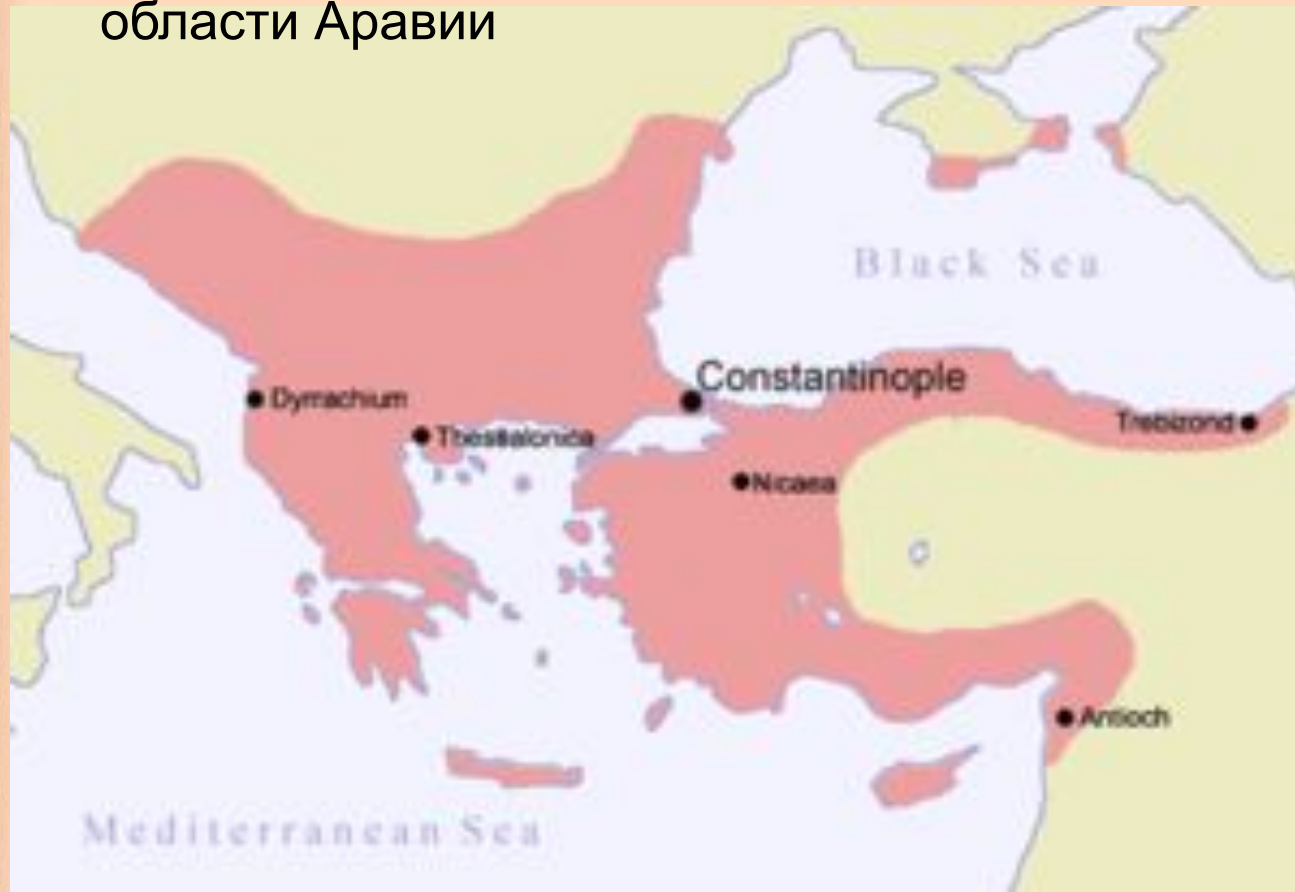 области Аравии
Black Sea
Constantinople
Dyrrachium
Trebizond
Thessalonica
Nicaea
Antioch
Mediterranean Sea